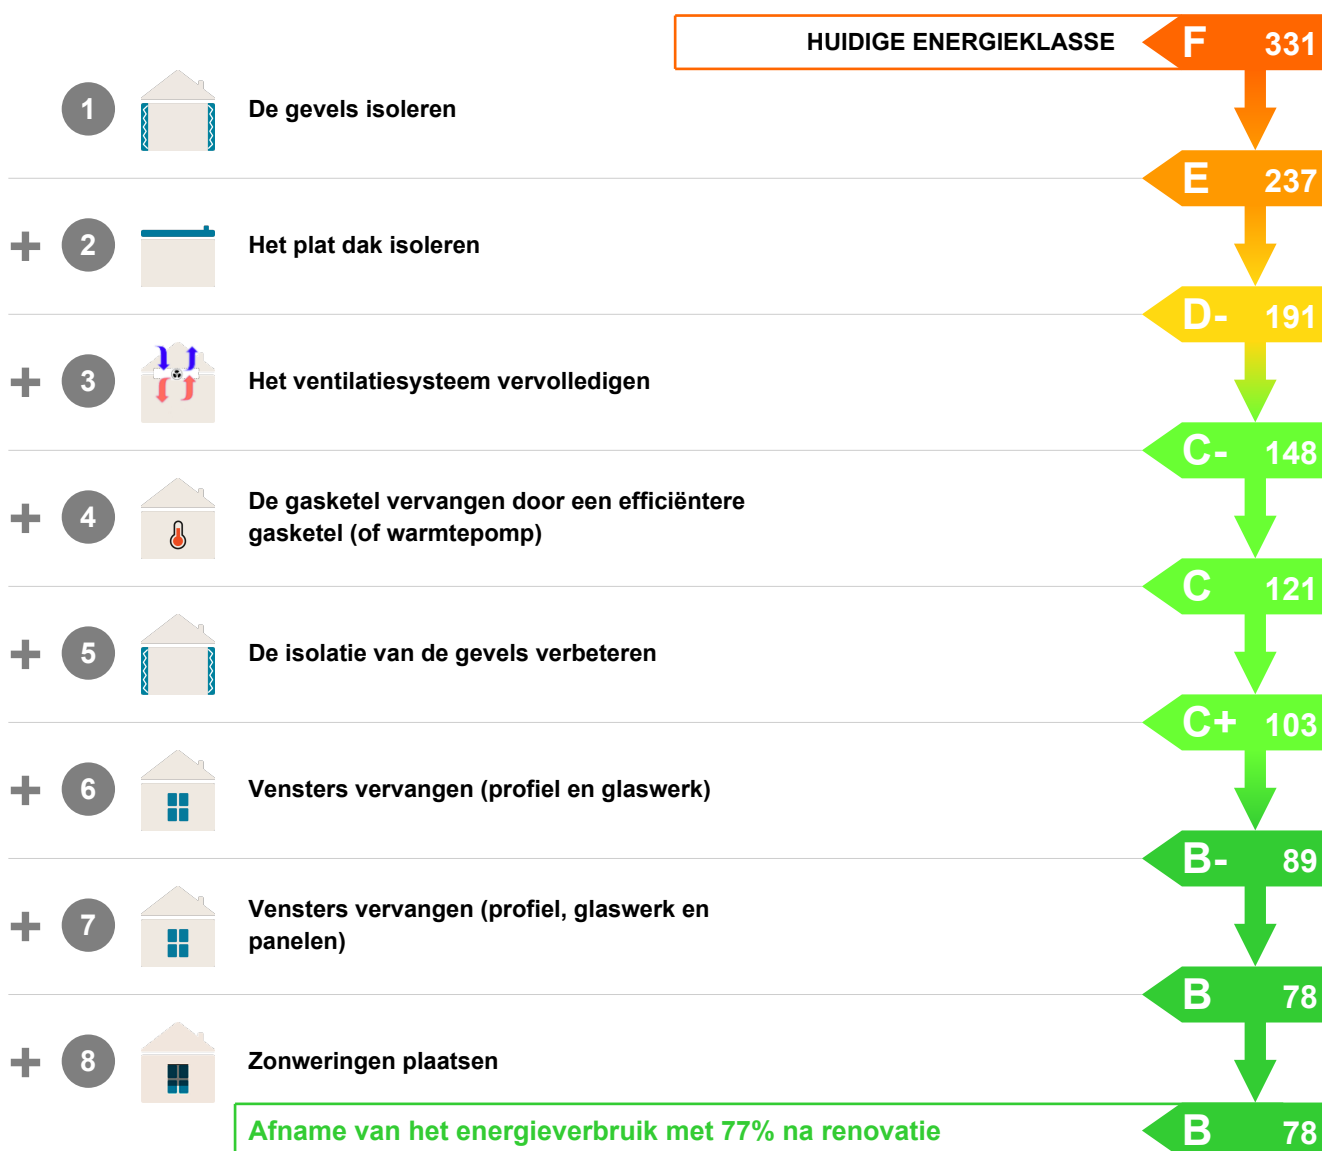 HUIDIGE ENERGIEKLASSE F 331
1 De gevels isoleren
E 237
+ 2 Het plat dak isoleren
D- 191
+ 3 Het ventilatiesysteem vervolledigen
C- 148
+ 4 De gasketel vervangen door een efficiëntere
gasketel (of warmtepomp)
C 121
+ 5 De isolatie van de gevels verbeteren
C+ 103
+ 6 Vensters vervangen (profiel en glaswerk)
B- 89
+ 7 Vensters vervangen (profiel, glaswerk en
panelen)
B 78
+ 8 Zonweringen plaatsen
Afname van het energieverbruik met 77% na renovatie B 78